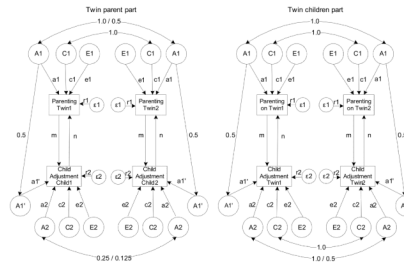 Twin parent part
Twin children part
1.0 / 0.5
1.0
A1 C1 E1 E1 C1 A1
a1 c1 e1 e1 c1 a1
Parenting Twin1
r1 ε1
ε1 r1
Parenting Twin2
0.5
m n
m n
0.5
Child Adjustment Child1
r2 ε2
ε2 r2
Child Adjustment Child2
a1' a1'
A1' A1'
a2 c2 e2 e2 c2 a2
A2 C2 E2 E2 C2 A2
0.25 / 0.125
1.0
A1 C1 E1 E1 C1 A1
a1 c1 e1 e1 c1 a1
Parenting on Twin1
r1 ε1
ε1 r1
Parenting on Twin2
0.5
m n
m n
0.5
Child Adjustment Twin1
r2 ε2
ε2 r2
Child Adjustment Twin2
a1' a1'
A1' A1'
a2 c2 e2 e2 c2 a2
A2 C2 E2 E2 C2 A2
1.0
1.0 / 0.5